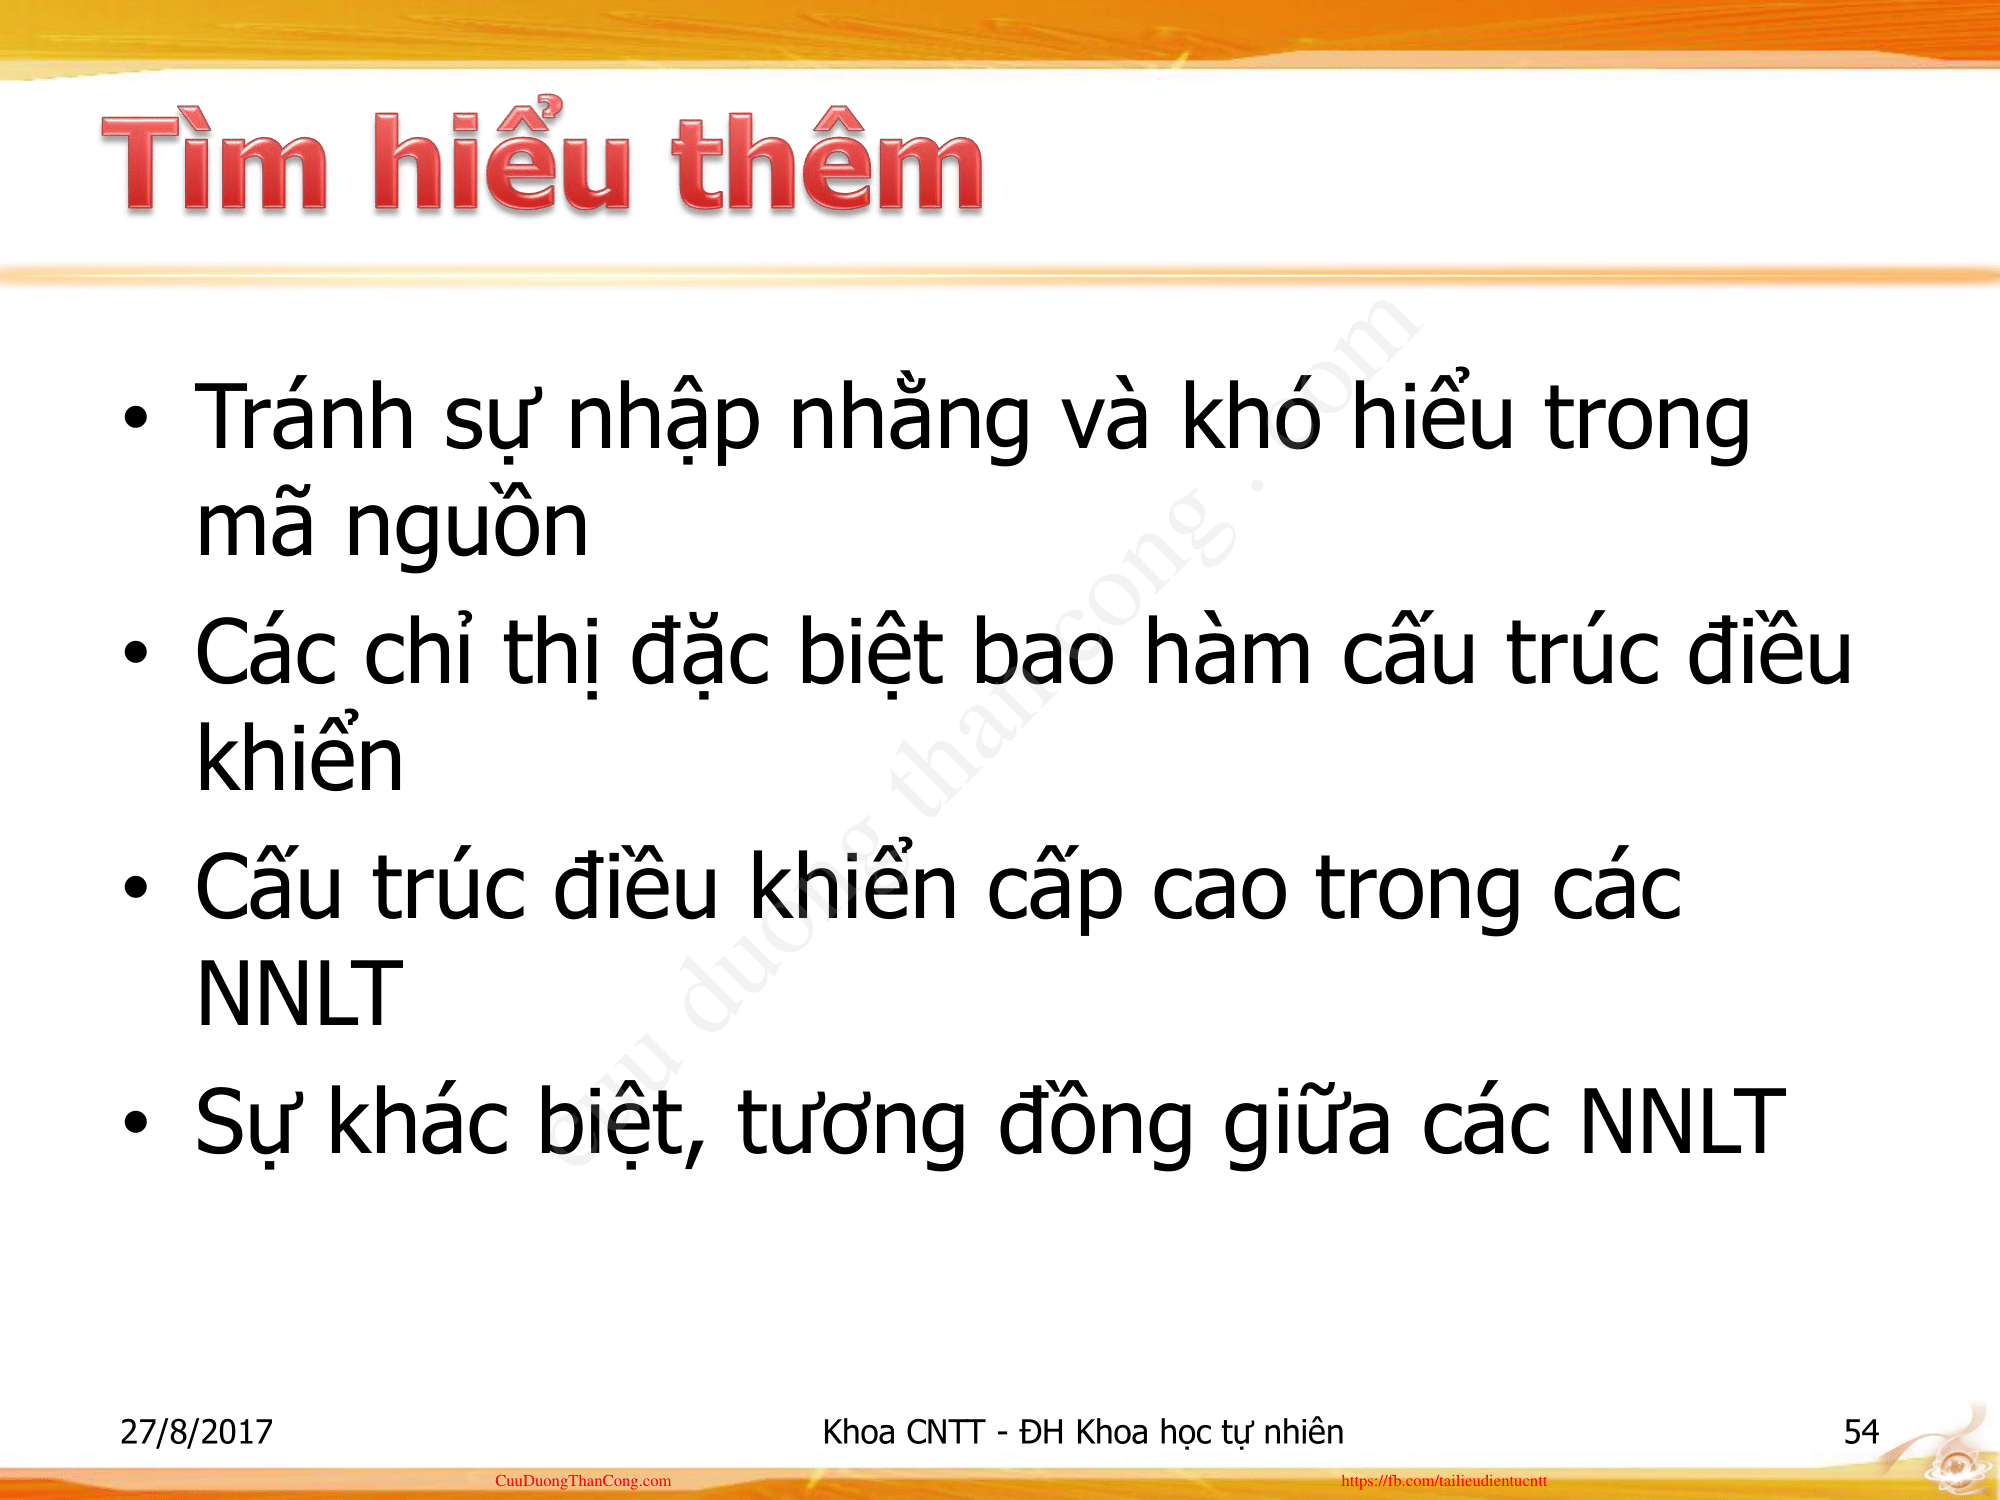 Tìm hiểu thêm
• Tránh sự nhập nhằng và khó hiểu trong
mã nguồn
• Các chỉ thị đặc biệt bao hàm cấu trúc điều
khiển
• Cấu trúc điều khiển cấp cao trong các
NNLT
• Sự khác biệt, tương đồng giữa các NNLT
cuu duong than cong . com
27/8/2017
Khoa CNTT - ĐH Khoa học tự nhiên
54
CuuDuongThanCong.com
https://fb.com/tailieudientucntt